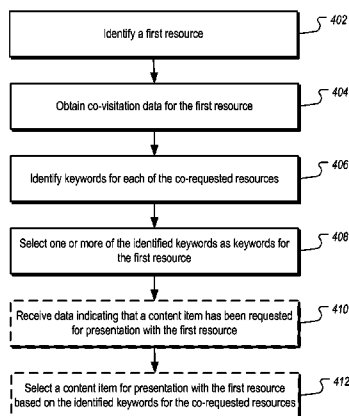 Identify a first resource
402
Obtain co-visitation data for the first resource
404
Identify keywords for each of the co-requested resources
406
Select one or more of the identified keywords as keywords for
the first resource
408
Receive data indicating that a content item has been requested
for presentation with the first resource
410
Select a content item for presentation with the first resource
based on the identified keywords for the co-requested resources
412